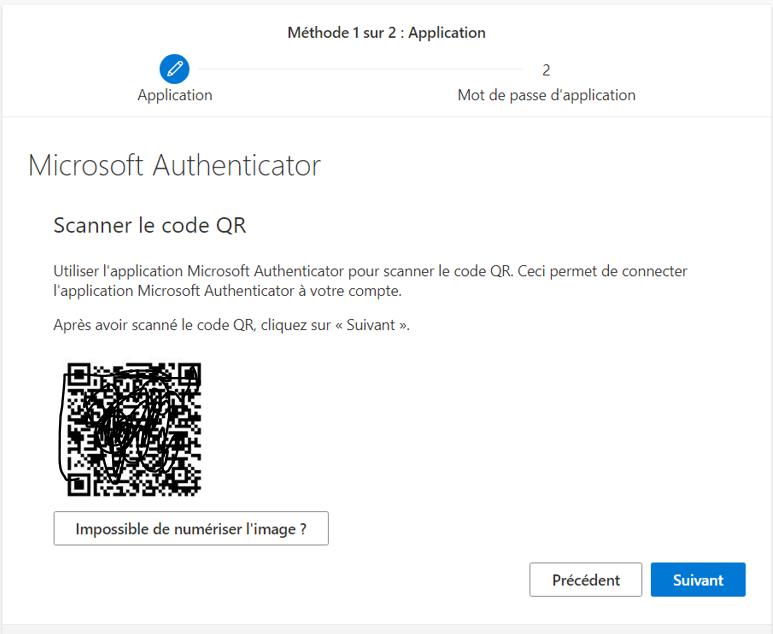 Méthode 1 sur 2 : Application
2
Application
Mot de passe d'application
Microsoft Authenticator
Scanner le code QR
Utiliser l'application Microsoft Authenticator pour scanner le code QR. Ceci permet de connecter
l'application Microsoft Authenticator à votre compte.
Après avoir scanné le code QR, cliquez sur « Suivant ».
Impossible de numériser l'image ?
Précédent
Suivant